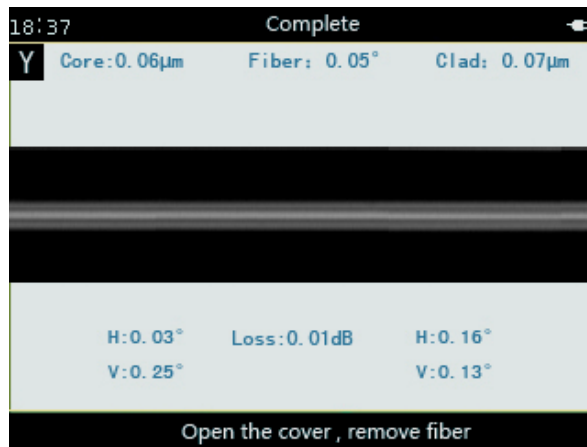 18:37 Complete
Y Core:0.06μm Fiber: 0.05° Clad: 0.07μm
H:0.03° Loss:0.01dB H:0.16°
V:0.25° V:0.13°
Open the cover , remove fiber